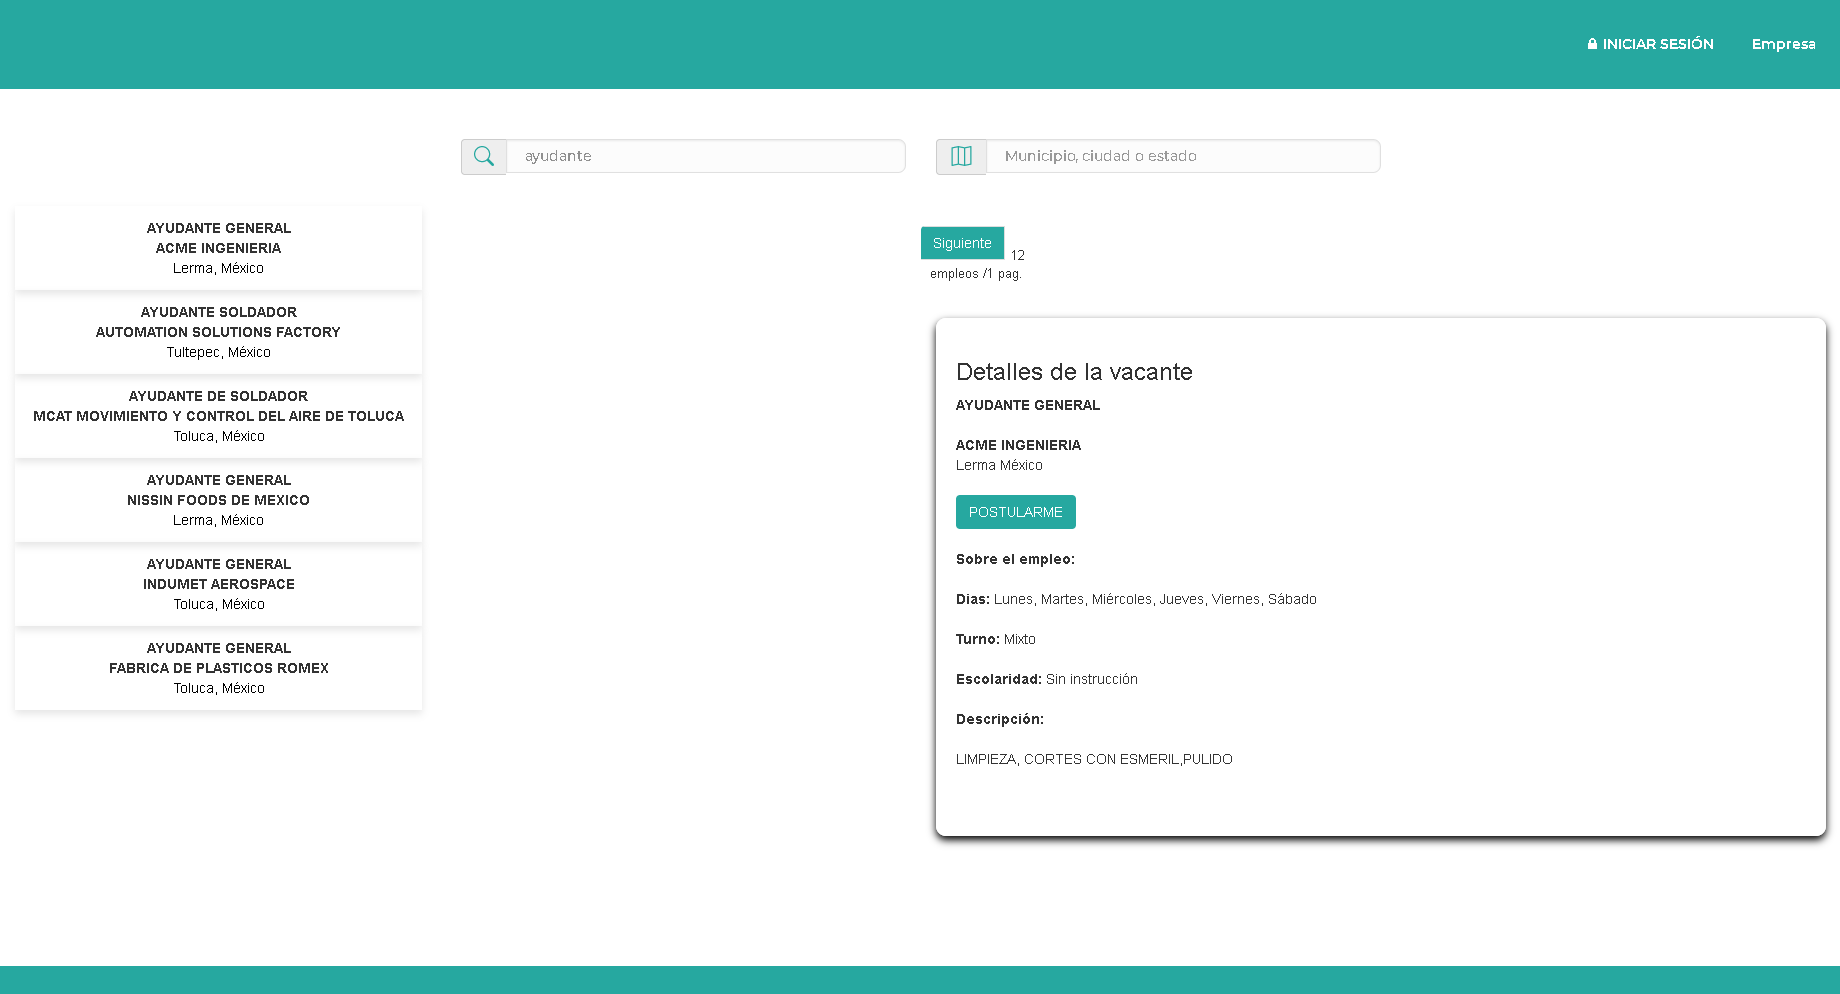 INICIAR SESIÓN
Empresa
ayudante
Municipio, ciudad o estado
AYUDANTE GENERAL
ACME INGENIERIA
Lerma, México
AYUDANTE SOLDADOR
AUTOMATION SOLUTIONS FACTORY
Tultepec, México
AYUDANTE DE SOLDADOR
MCAT MOVIMIENTO Y CONTROL DEL AIRE DE TOLUCA
Toluca, México
AYUDANTE GENERAL
NISSIN FOODS DE MEXICO
Lerma, México
AYUDANTE GENERAL
INDUMET AEROSPACE
Toluca, México
AYUDANTE GENERAL
FABRICA DE PLASTICOS ROMEX
Toluca, México
Siguiente 12
empleos /1 pag.
Detalles de la vacante
AYUDANTE GENERAL
ACME INGENIERIA
Lerma México
POSTULARME
Sobre el empleo:
Dias: Lunes, Martes, Miércoles, Jueves, Viernes, Sábado
Turno: Mixto
Escolaridad: Sin instrucción
Descripción:
LIMPIEZA, CORTES CON ESMERIL,PULIDO